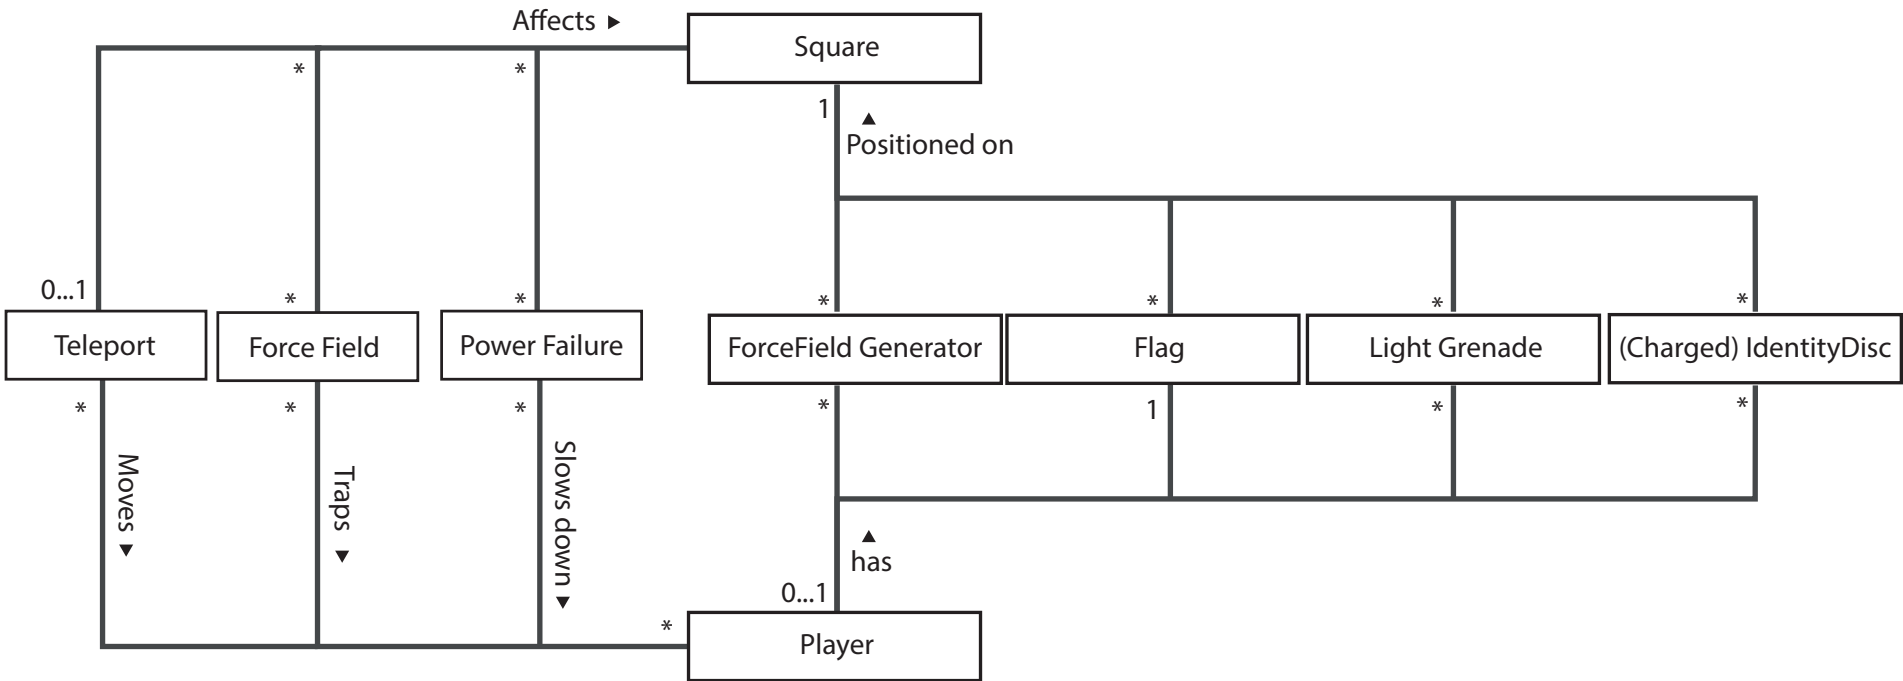 Affects ►
Square
* *
1
▲
Positioned on
0...1 * * * * * *
Teleport
Force Field
Power Failure
ForceField Generator
Flag
Light Grenade
(Charged) IdentityDisc
* * * * 1 * *
Moves ►
Traps ►
Slows down ►
▲
has
0...1
*
Player